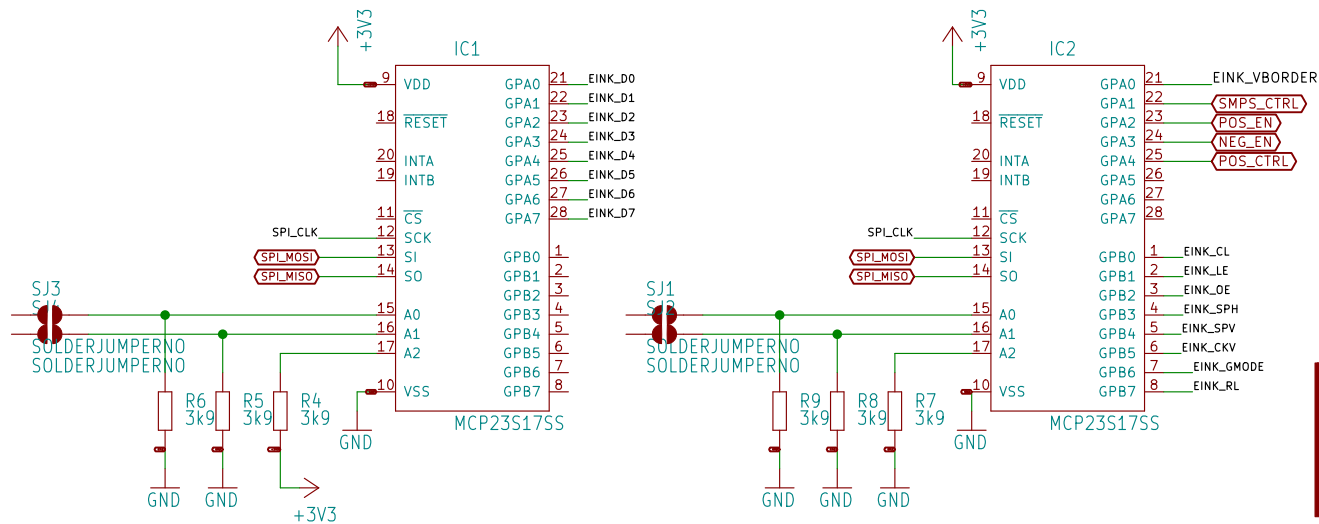 +3V3
IC1
9 VDD GPA0 21 EINK_D0
GPA1 22 EINK_D1
18 RESET GPA2 23 EINK_D2
GPA3 24 EINK_D3
20 INTA GPA4 25 EINK_D4
19 INTB GPA5 26 EINK_D5
GPA6 27 EINK_D6
11 CS GPA7 28 EINK_D7
SPI_CLK 12 SCK
SPI_MOSI 13 SI GPB0 1
SPI_MISO 14 SO GPB1 2
GPB2 3
SJ3
SJ4
15 A0 GPB3 4
16 A1 GPB4 5
17 A2 GPB5 6
GPB6 7
10 VSS GPB7 8
SOLDERJUMPERNO
SOLDERJUMPERNO
R6 3k9
R5 3k9
R4 3k9
GND
MCP23S17SS
GND
GND
+3V3
+3V3
IC2
9 VDD GPA0 21 EINK_VBORDER
GPA1 22 SMPS_CTRL
18 RESET GPA2 23 POS_EN
GPA3 24 NEG_EN
20 INTA GPA4 25 POS_CTRL
19 INTB GPA5 26
GPA6 27
11 CS GPA7 28
SPI_CLK 12 SCK
SPI_MOSI 13 SI GPB0 1 EINK_CL
SPI_MISO 14 SO GPB1 2 EINK_LE
GPB2 3 EINK_OE
SJ1
SJ2
15 A0 GPB3 4 EINK_SPH
16 A1 GPB4 5 EINK_SPV
17 A2 GPB5 6 EINK_CKV
GPB6 7 EINK_GMODE
10 VSS GPB7 8 EINK_RL
SOLDERJUMPERNO
SOLDERJUMPERNO
R9 3k9
R8 3k9
R7 3k9
GND
MCP23S17SS
GND
GND
GND